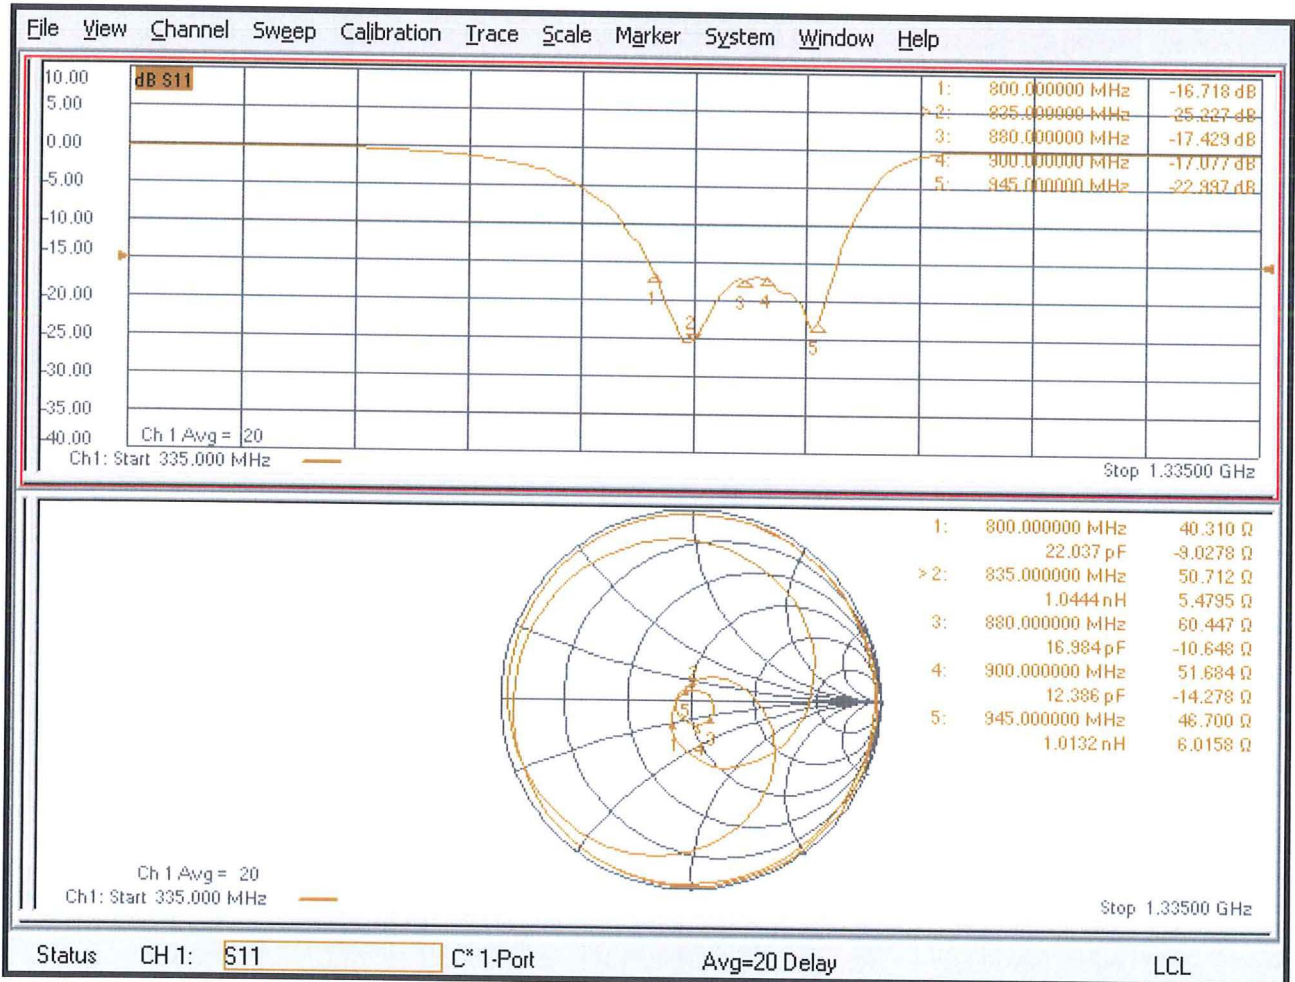 File View Channel Sweep Calibration Trace Scale Marker System Window Help
dB S11
10.00
5.00
0.00
-5.00
-10.00
-15.00
-20.00
-25.00
-30.00
-35.00
-40.00
1: 800.000000 MHz -16.718 dB
>2: 835.000000 MHz -25.227 dB
3: 880.000000 MHz -17.429 dB
4: 900.000000 MHz -17.077 dB
5: 945.000000 MHz -22.997 dB
1
2
3
4
5
Ch 1 Avg = 20
Ch1: Start 335.000 MHz
Stop 1.33500 GHz
1: 800.000000 MHz 40.310 Ω
22.037 pF -9.0278 Ω
>2: 835.000000 MHz 50.712 Ω
1.0444 nH 5.4795 Ω
3: 880.000000 MHz 60.447 Ω
16.984 pF -10.648 Ω
4: 900.000000 MHz 51.684 Ω
12.386 pF -14.278 Ω
5: 945.000000 MHz 46.700 Ω
1.0132 nH 6.0158 Ω
2
5
1
4
3
Ch 1 Avg = 20
Ch1: Start 335.000 MHz
Stop 1.33500 GHz
Status CH 1: S11 C* 1-Port Avg=20 Delay LCL